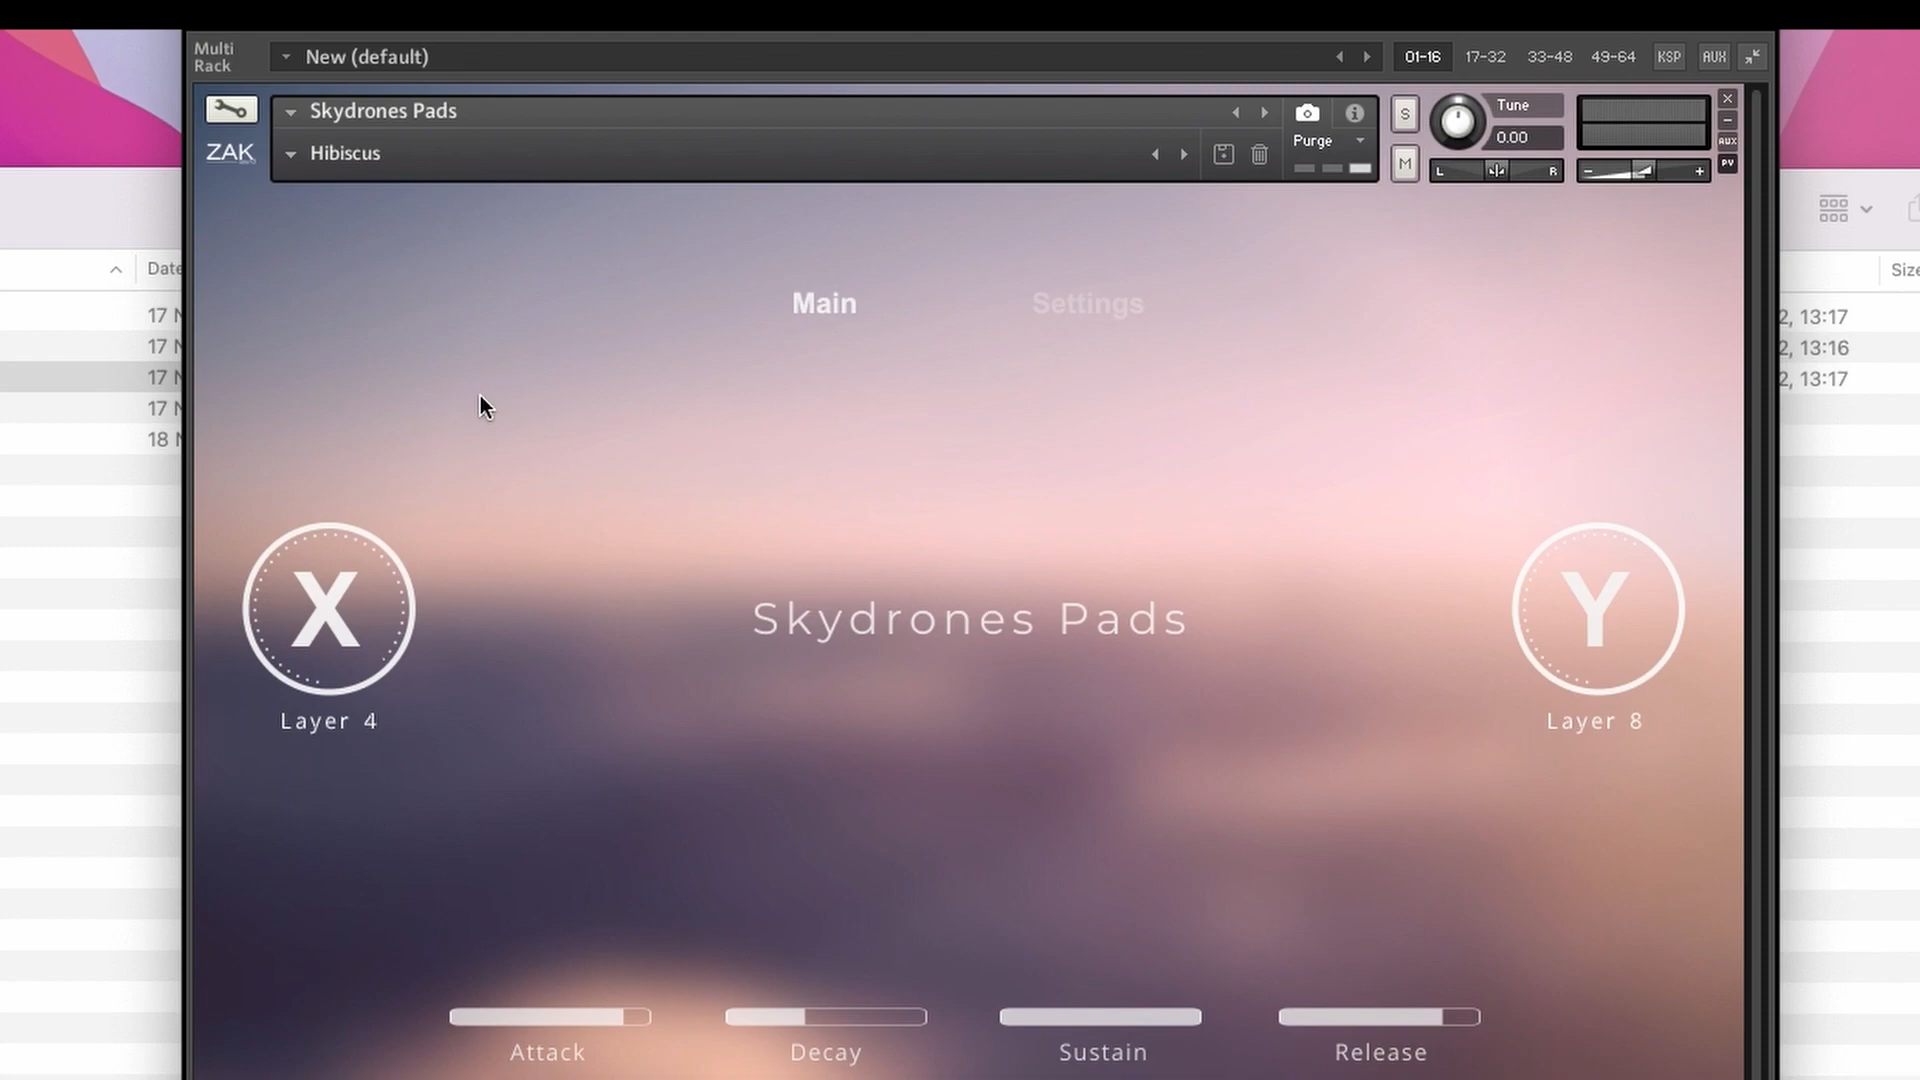 Multi
Rack
New (default)
01-16
17-32
33-48
49-64
KSP
AUX
Skydrones Pads
Purge
S
Tune
0.00
AUX
PV
ZAK
Hibiscus
M
L
R
Date
Size
17 N
17 N
17 N
17 N
18 N
2, 13:17
2, 13:16
2, 13:17
Main
Settings
X
Layer 4
Skydrones Pads
Y
Layer 8
Attack
Decay
Sustain
Release